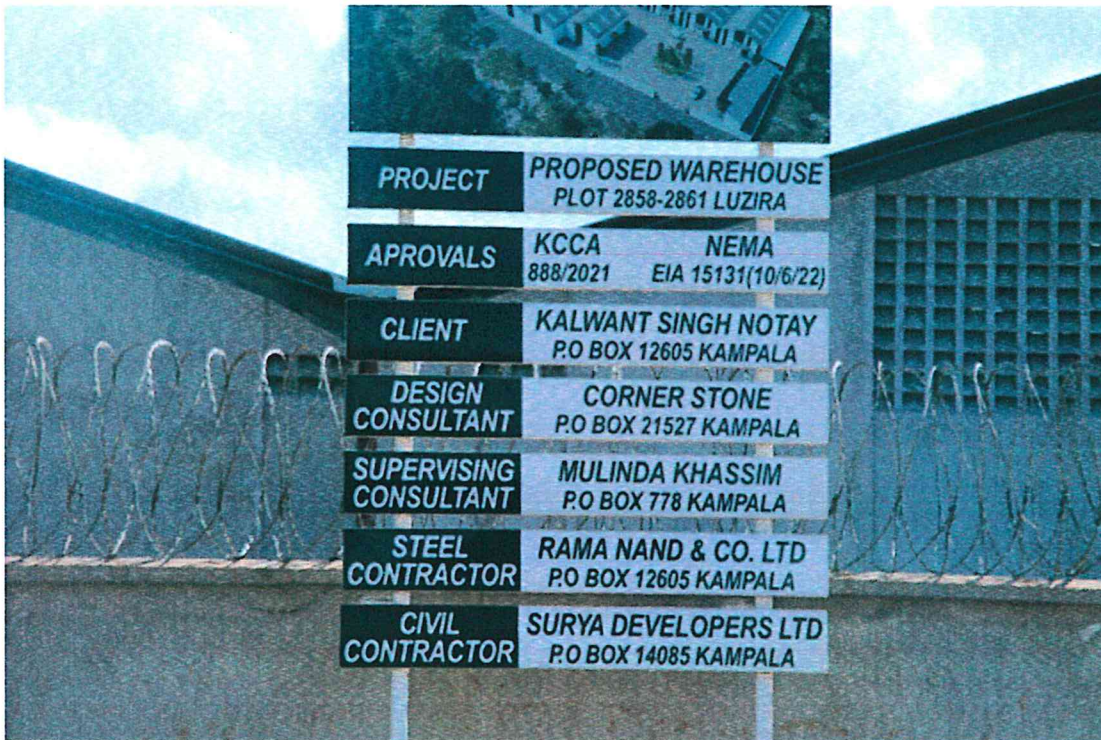 PROJECT
PROPOSED WAREHOUSE
PLOT 2858-2861 LUZIRA
APROVALS
KCCA NEMA
888/2021 EIA 15131(10/6/22)
CLIENT
KALWANT SINGH NOTAY
P.O BOX 12605 KAMPALA
DESIGN
CONSULTANT
CORNER STONE
P.O BOX 21527 KAMPALA
SUPERVISING
CONSULTANT
MULINDA KHASSIM
P.O BOX 778 KAMPALA
STEEL
CONTRACTOR
RAMA NAND & CO. LTD
P.O BOX 12605 KAMPALA
CIVIL
CONTRACTOR
SURYA DEVELOPERS LTD
P.O BOX 14085 KAMPALA